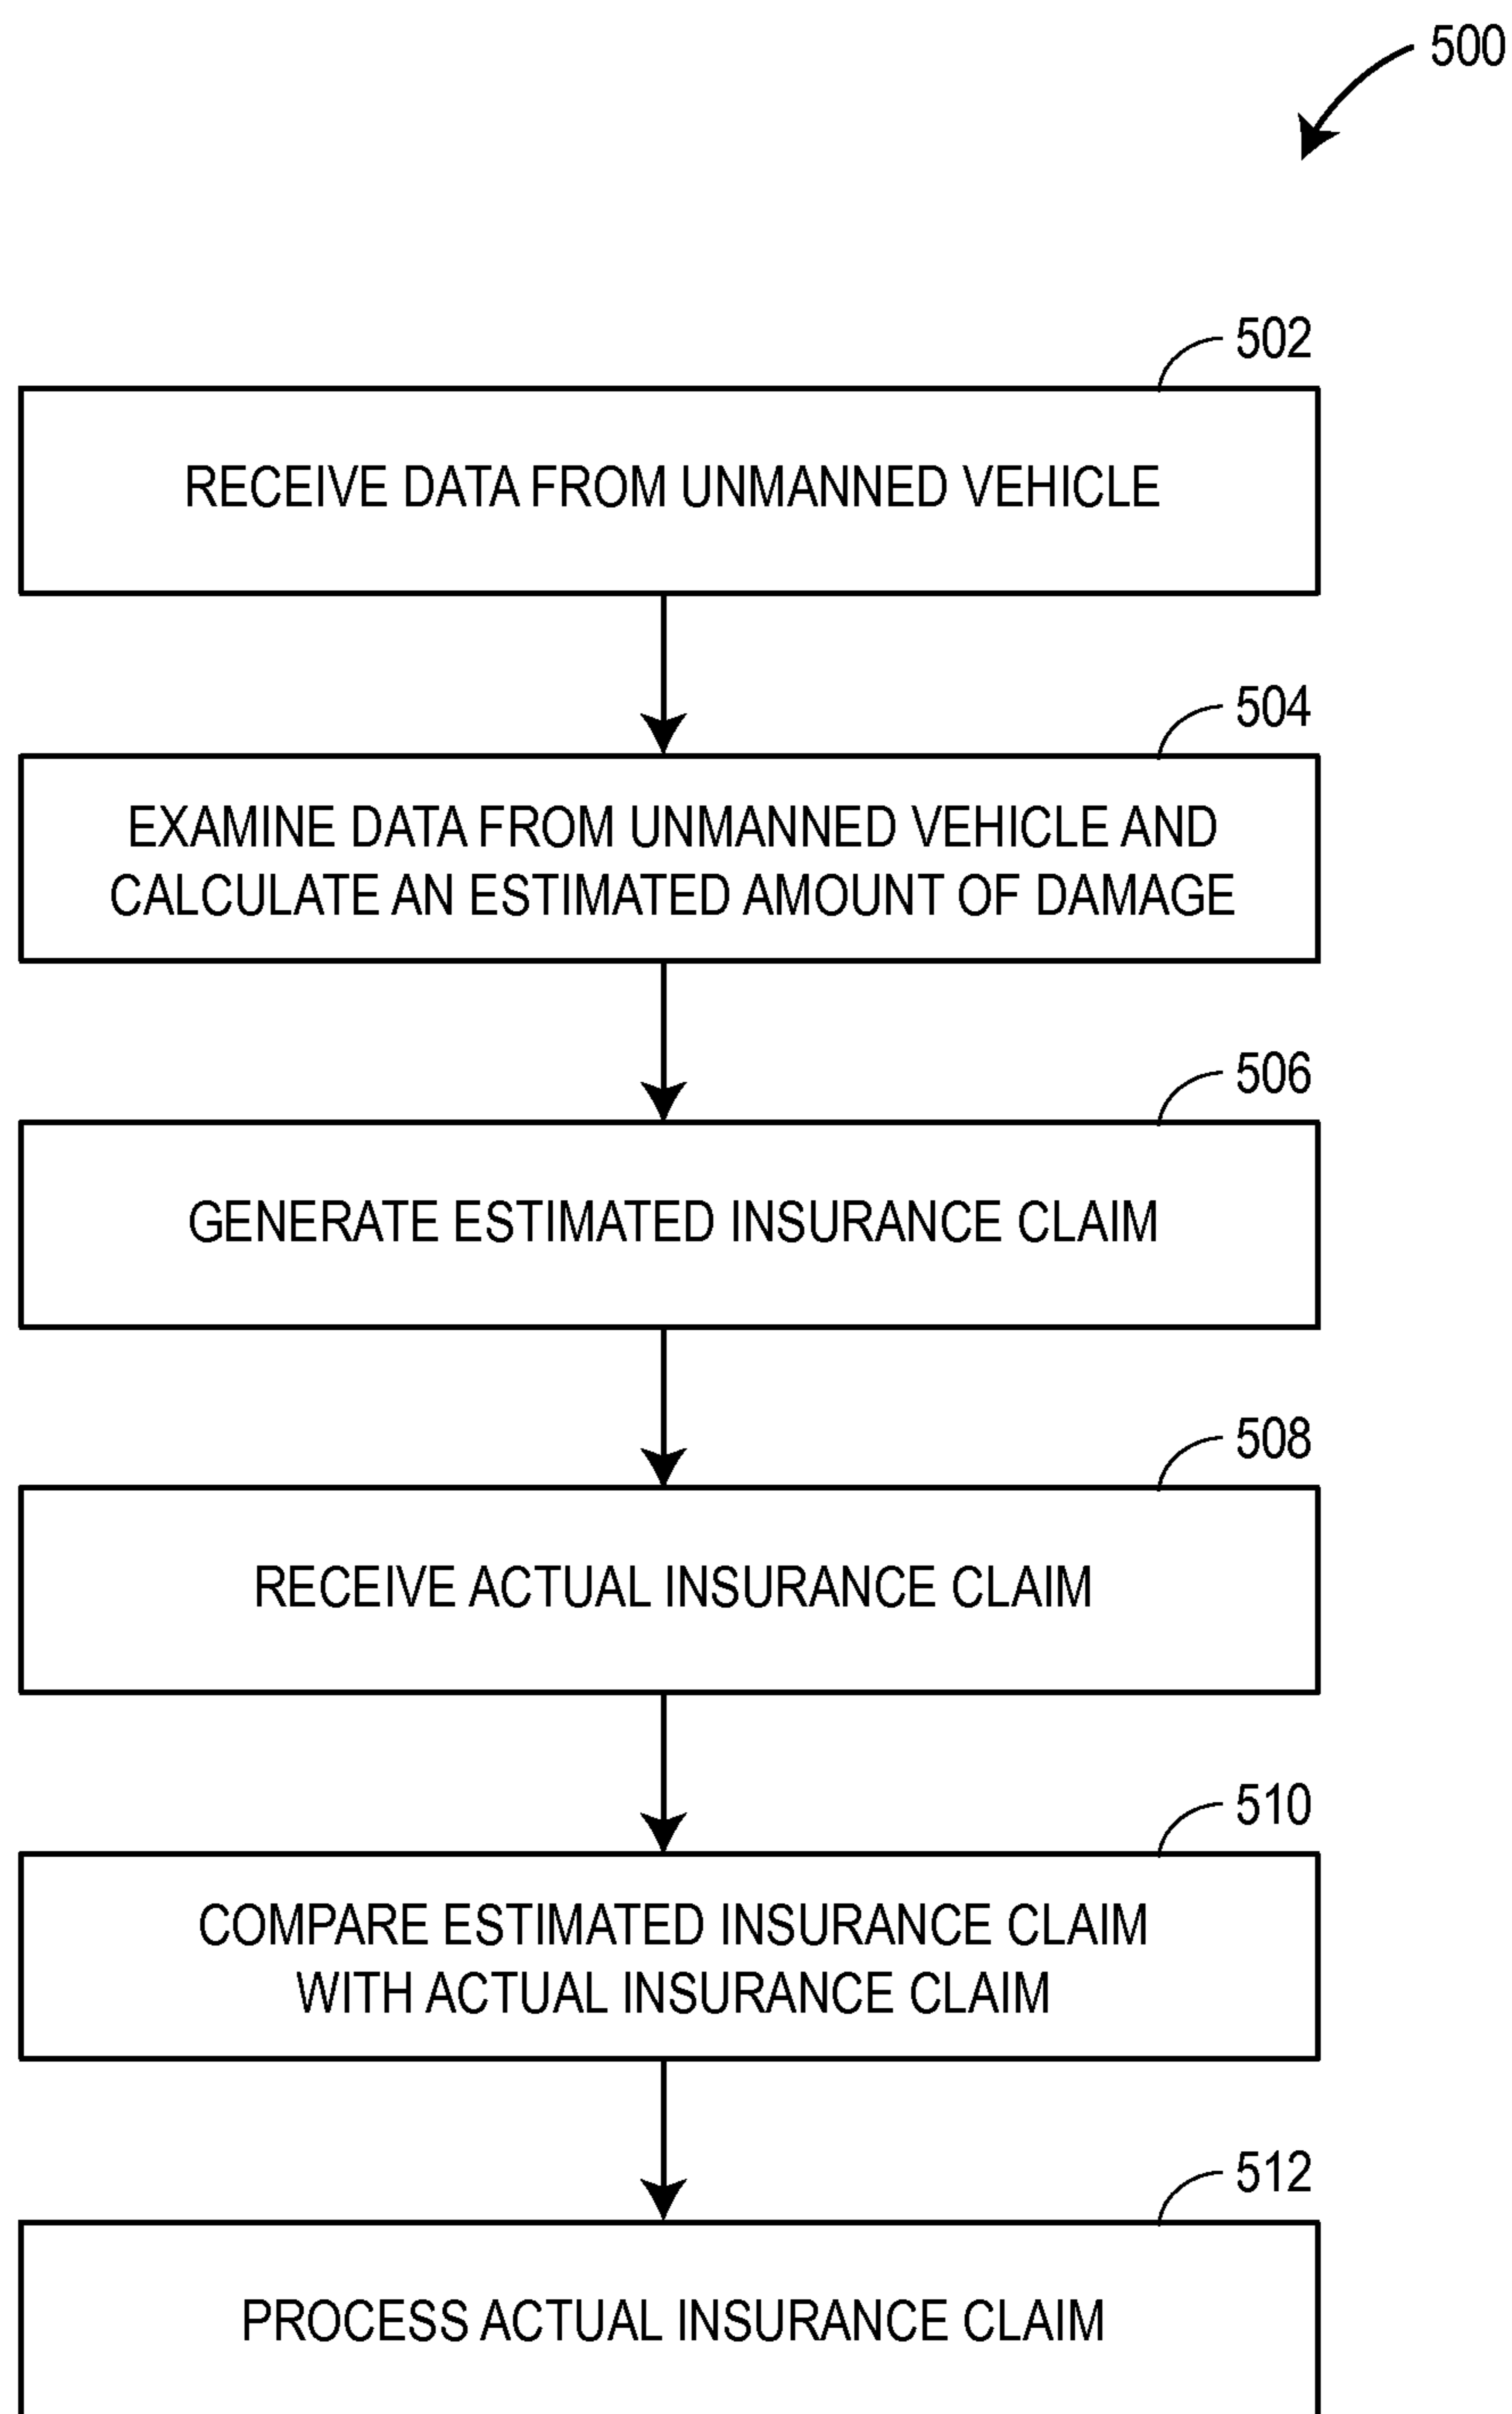 500
502
RECEIVE DATA FROM UNMANNED VEHICLE
504
EXAMINE DATA FROM UNMANNED VEHICLE AND
CALCULATE AN ESTIMATED AMOUNT OF DAMAGE
506
GENERATE ESTIMATED INSURANCE CLAIM
508
RECEIVE ACTUAL INSURANCE CLAIM
510
COMPARE ESTIMATED INSURANCE CLAIM
WITH ACTUAL INSURANCE CLAIM
512
PROCESS ACTUAL INSURANCE CLAIM